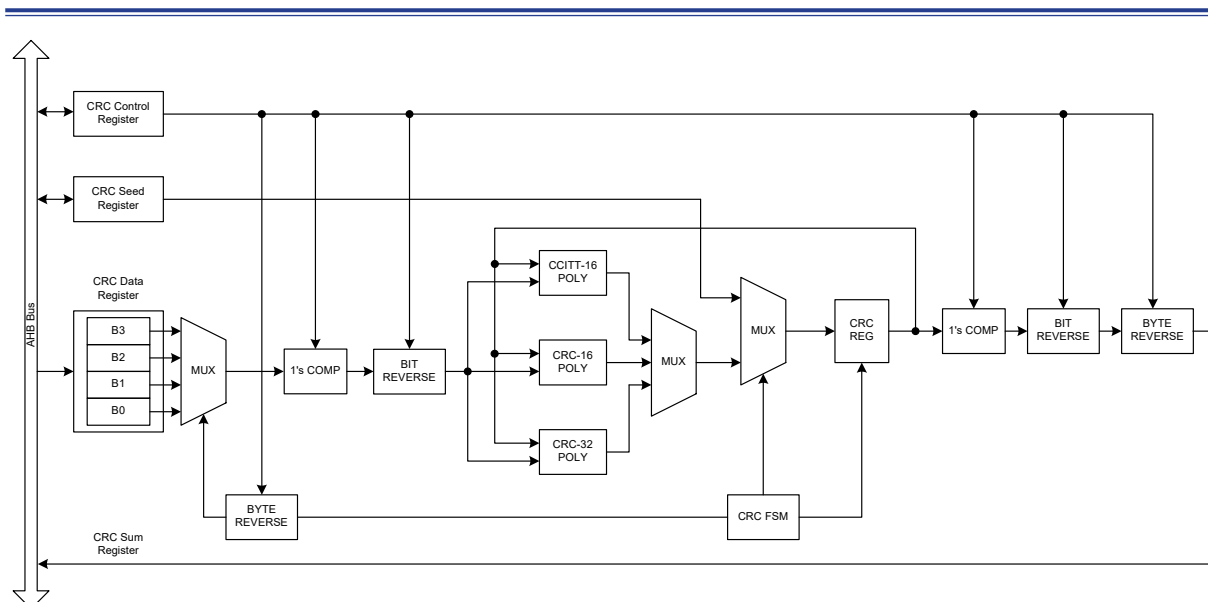 AHB Bus
CRC Control
Register
CRC Seed
Register
CRC Data
Register
B3
B2
B1
B0
MUX
1's COMP
BIT
REVERSE
CCITT-16
POLY
CRC-16
POLY
CRC-32
POLY
MUX
MUX
CRC
REG
1's COMP
BIT
REVERSE
BYTE
REVERSE
BYTE
REVERSE
CRC FSM
CRC Sum
Register